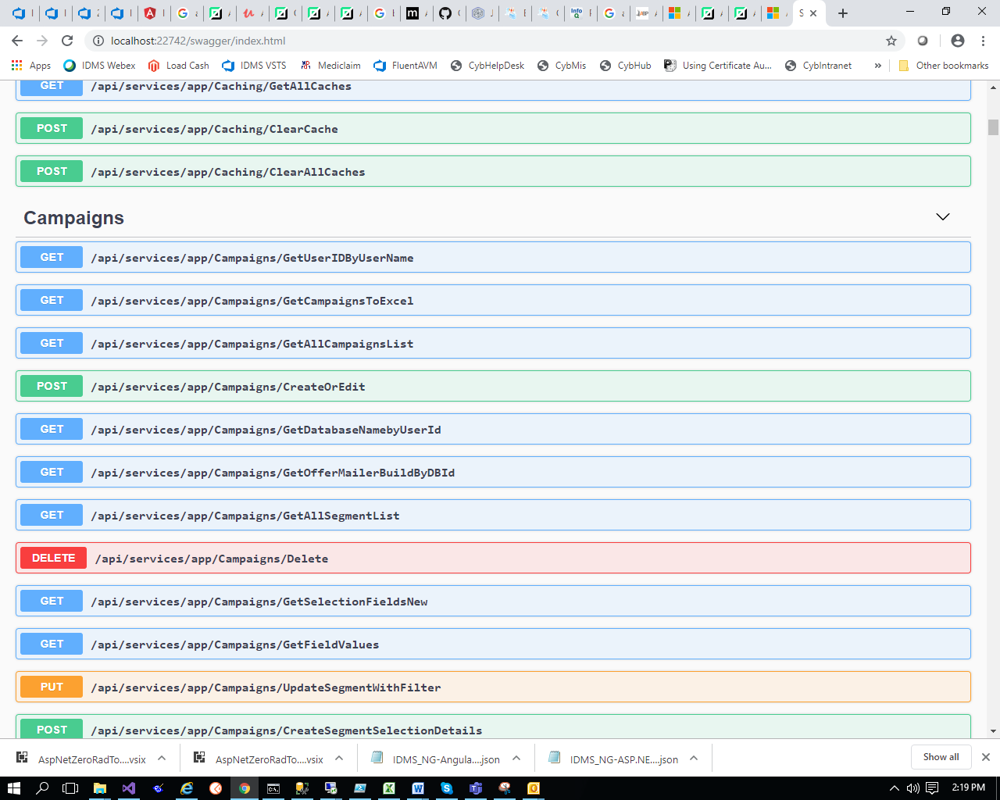 localhost:22742/swagger/index.html
Apps IDMS Webex Load Cash IDMS VSTS Mediclaim FluentAVM CybHelpDesk CybMis CybHub Using Certificate Au... CybIntranet » Other bookmarks
GET /api/services/app/Caching/GetAllCaches
POST /api/services/app/Caching/ClearCache
POST /api/services/app/Caching/ClearAllCaches
Campaigns
GET /api/services/app/Campaigns/GetUserIDByUserName
GET /api/services/app/Campaigns/GetCampaignsToExcel
GET /api/services/app/Campaigns/GetAllCampaignsList
POST /api/services/app/Campaigns/CreateOrEdit
GET /api/services/app/Campaigns/GetDatabaseNamebyUserId
GET /api/services/app/Campaigns/GetOfferMailerBuildByDBId
GET /api/services/app/Campaigns/GetAllSegmentList
DELETE /api/services/app/Campaigns/Delete
GET /api/services/app/Campaigns/GetSelectionFieldsNew
GET /api/services/app/Campaigns/GetFieldValues
PUT /api/services/app/Campaigns/UpdateSegmentWithFilter
POST /api/services/app/Campaigns/CreateSegmentSelectionDetails
AspNetZeroRadTo....vsix AspNetZeroRadTo....vsix IDMS_NG-Angula....json IDMS_NG-ASP.NE....json Show all
2:19 PM